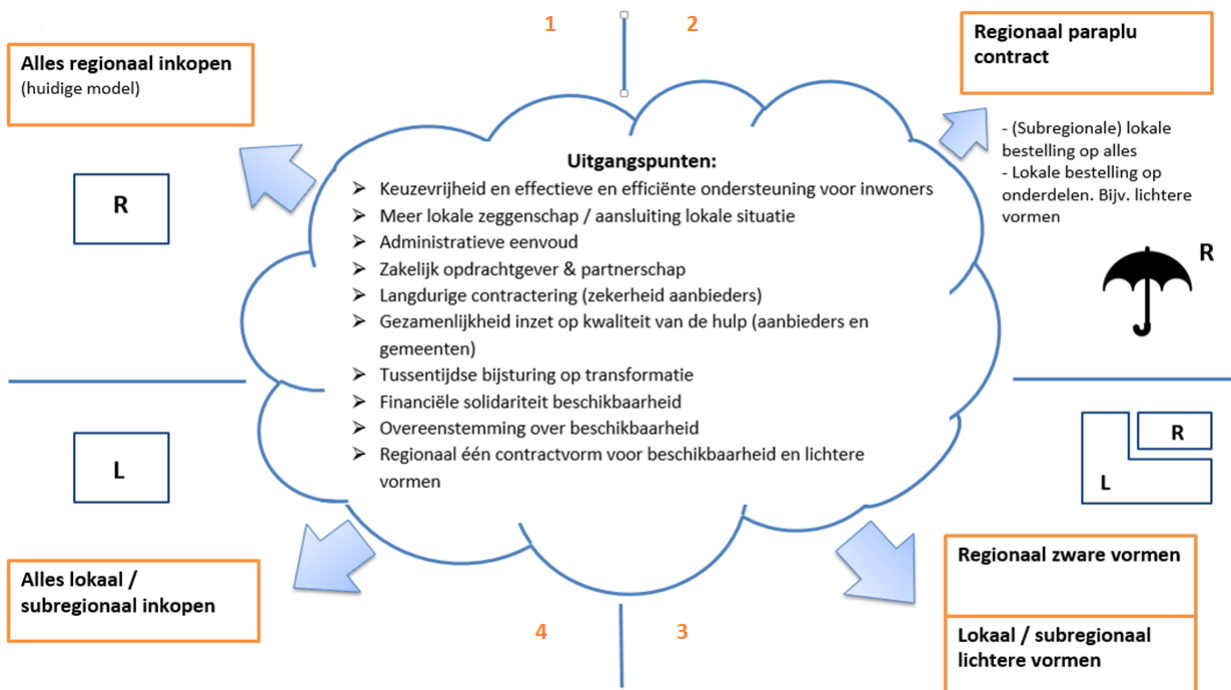 1
2
Alles regionaal inkopen
(huidige model)
R
Regionaal paraplu
contract
- (Subregionale) lokale
bestelling op alles
- Lokale bestelling op
onderdelen. Bijv. lichtere
vormen
R
Uitgangspunten:
➢ Keuzevrijheid en effectieve en efficiënte ondersteuning voor inwoners
➢ Meer lokale zeggenschap / aansluiting lokale situatie
➢ Administratieve eenvoud
➢ Zakelijk opdrachtgever & partnerschap
➢ Langdurige contractering (zekerheid aanbieders)
➢ Gezamenlijkheid inzet op kwaliteit van de hulp (aanbieders en
gemeenten)
➢ Tussentijdse bijsturing op transformatie
➢ Financiële solidariteit beschikbaarheid
➢ Overeenstemming over beschikbaarheid
➢ Regionaal één contractvorm voor beschikbaarheid en lichtere
vormen
L
Alles lokaal /
subregionaal inkopen
R
L
Regionaal zware vormen
Lokaal / subregionaal
lichtere vormen
4
3